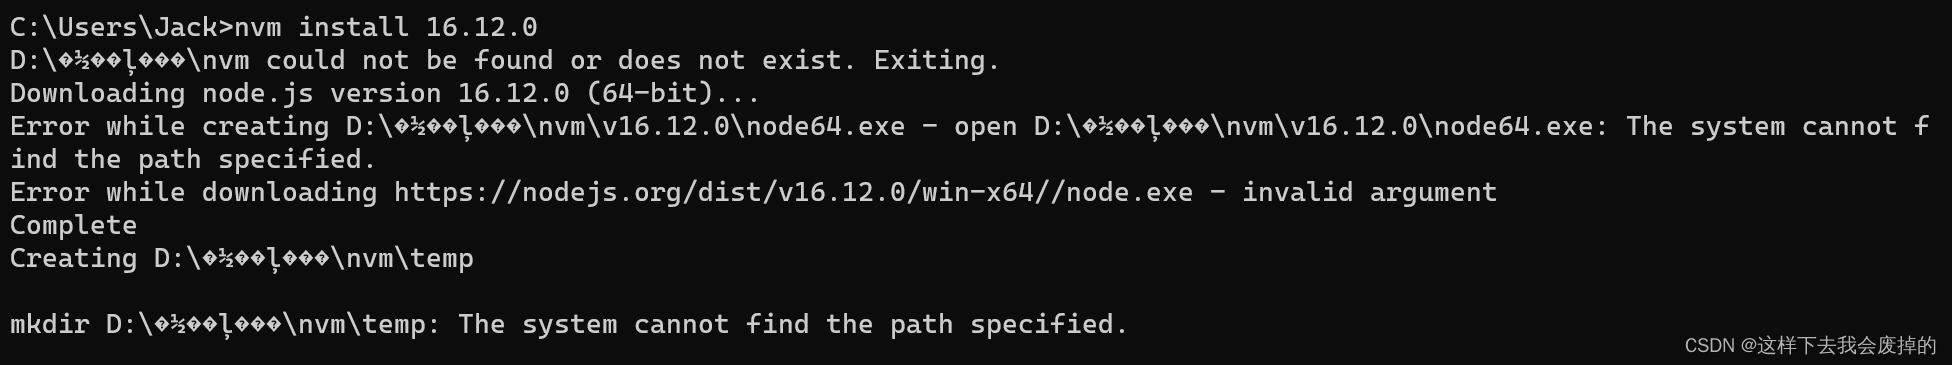 C:\Users\Jack>nvm install 16.12.0
D:\�½��ļ���\nvm could not be found or does not exist. Exiting.
Downloading node.js version 16.12.0 (64-bit)...
Error while creating D:\�½��ļ���\nvm\v16.12.0\node64.exe - open D:\�½��ļ���\nvm\v16.12.0\node64.exe: The system cannot f
ind the path specified.
Error while downloading https://nodejs.org/dist/v16.12.0/win-x64//node.exe - invalid argument
Complete
Creating D:\�½��ļ���\nvm\temp
mkdir D:\�½��ļ���\nvm\temp: The system cannot find the path specified.
CSDN @这样下去我会废掉的